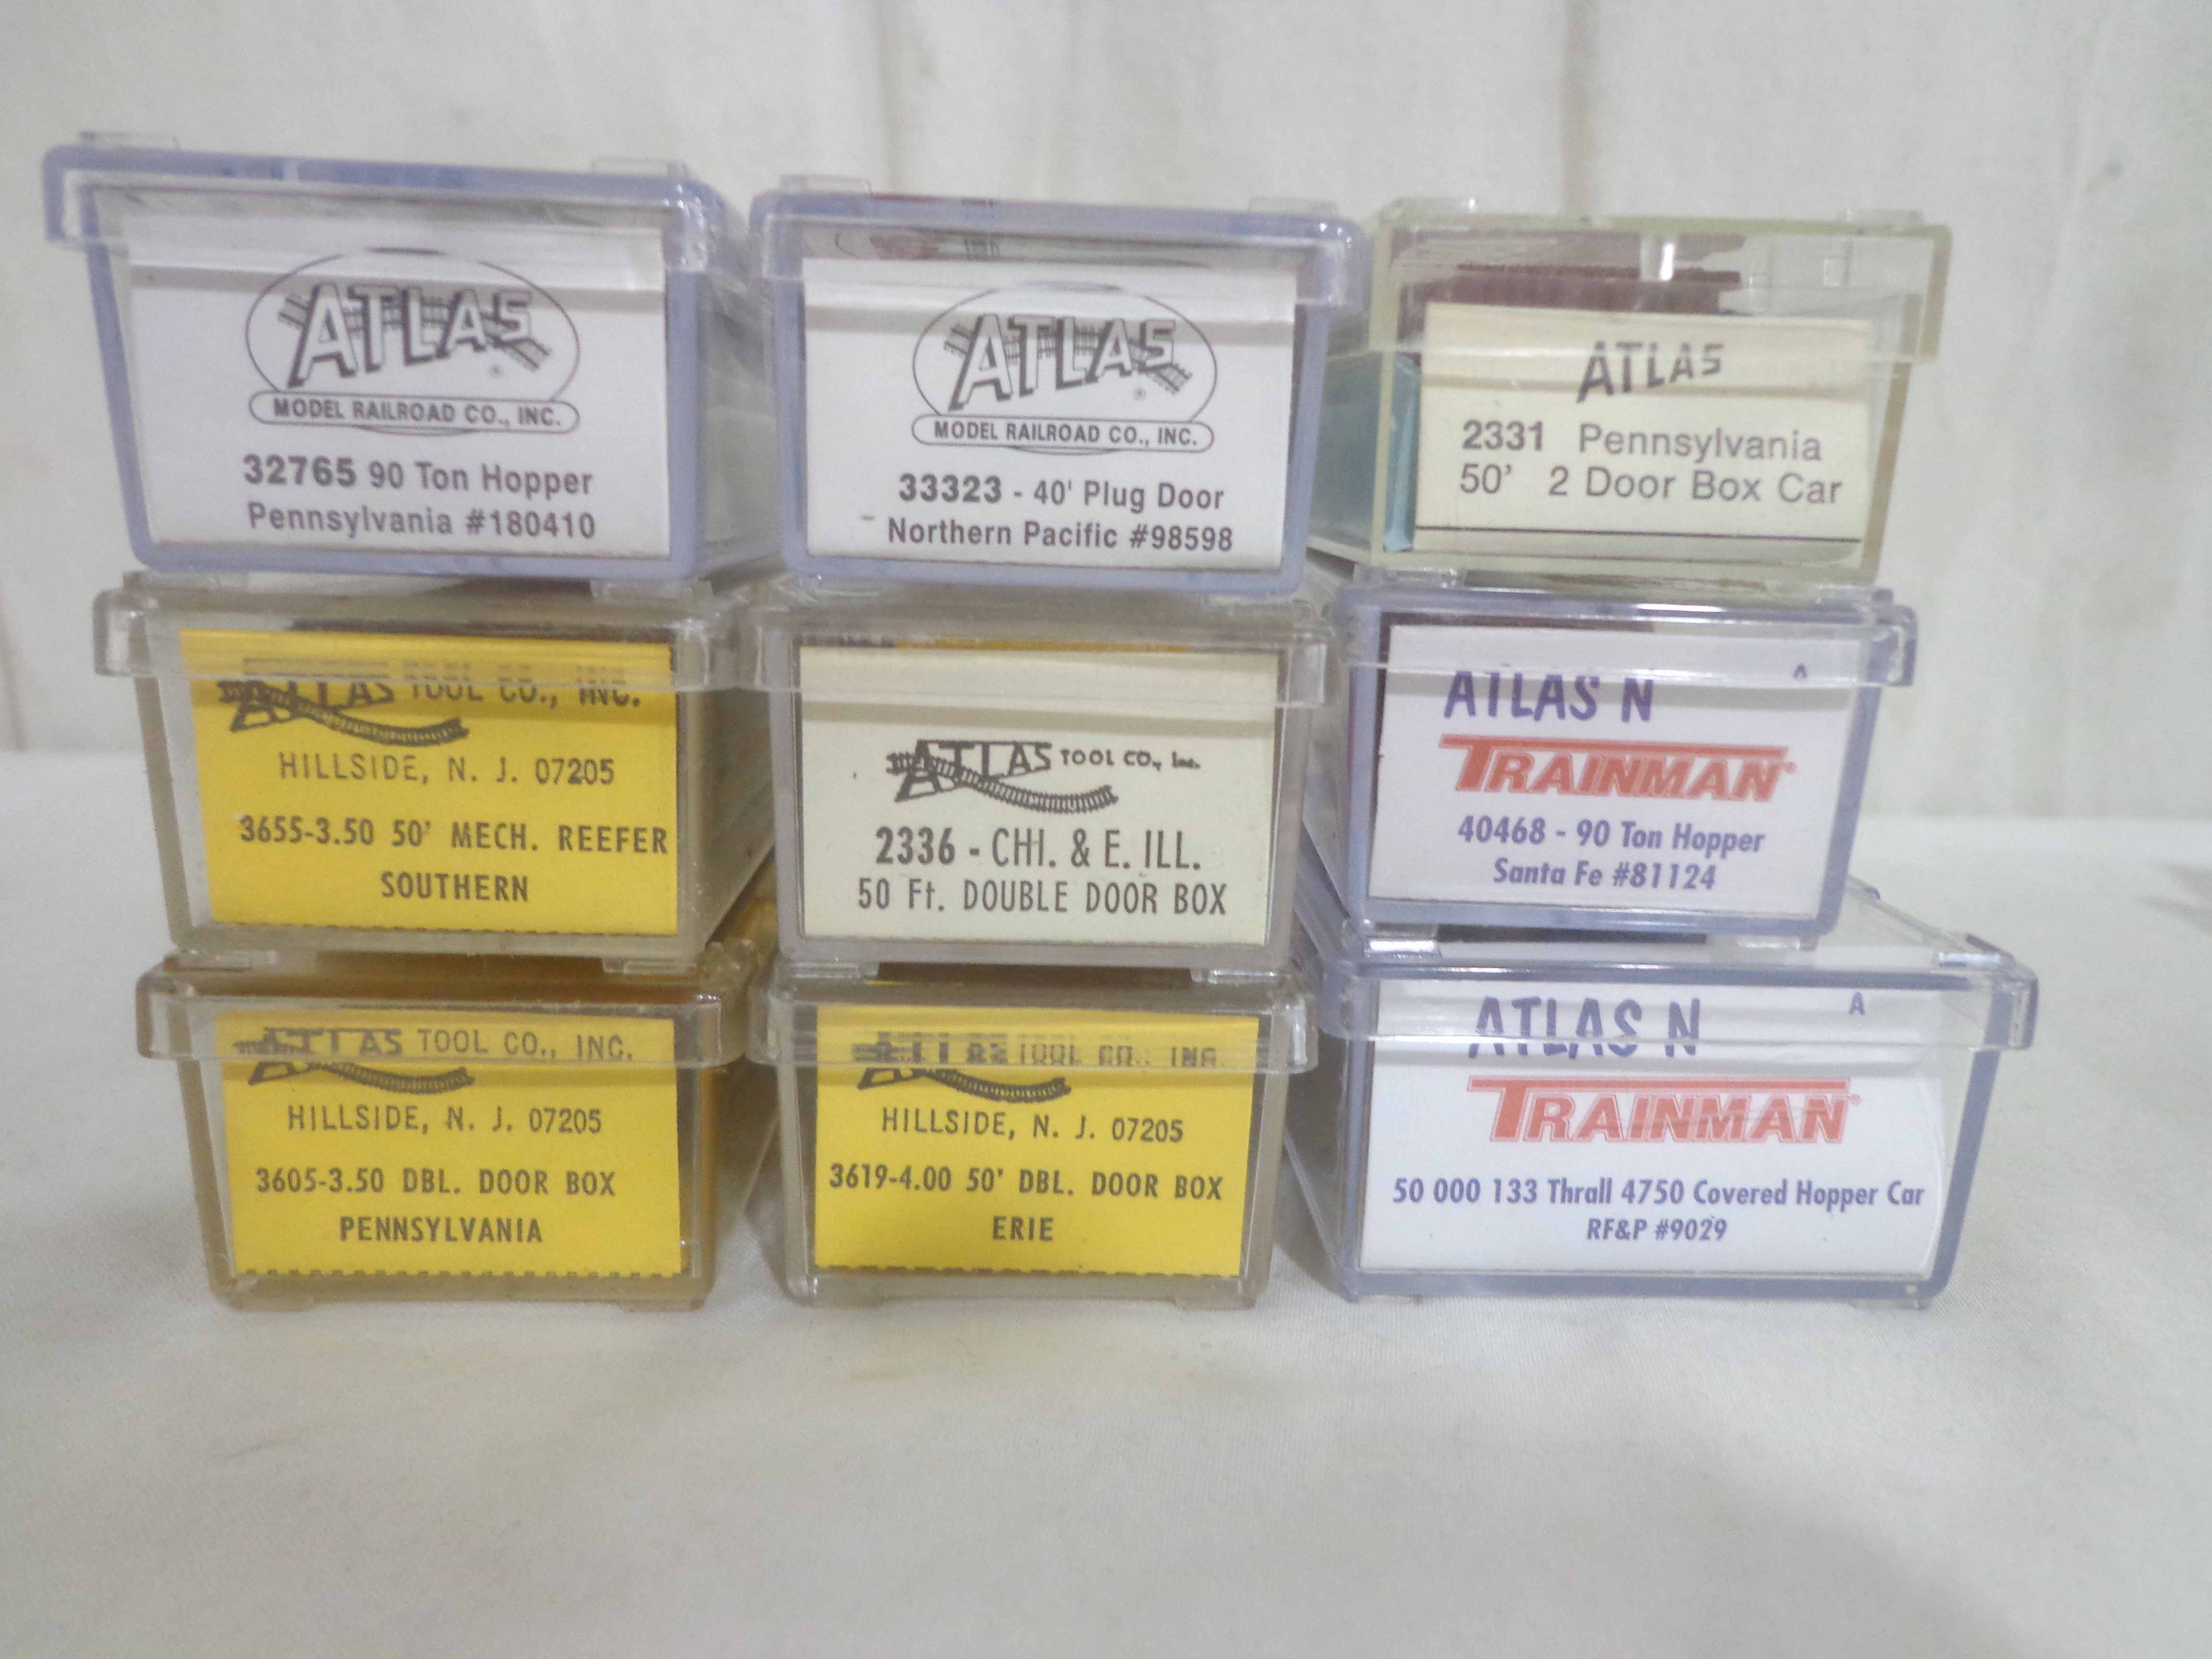 ATLAS
MODEL RAILROAD CO., INC.
32765 90 Ton Hopper
Pennsylvania #180410
ATLAS
MODEL RAILROAD CO., INC.
33323 - 40' Plug Door
Northern Pacific #98598
ATLAS
2331 Pennsylvania
50' 2 Door Box Car
ATLAS TOOL CO., INC.
HILLSIDE, N. J. 07205
3655-3.50 50' MECH. REEFER
SOUTHERN
ATLAS TOOL CO., Inc.
2336 - CHI. & E. ILL.
50 Ft. DOUBLE DOOR BOX
ATLAS N A
TRAINMAN®
40468 - 90 Ton Hopper
Santa Fe #81124
ATLAS TOOL CO., INC.
HILLSIDE, N. J. 07205
3605-3.50 DBL. DOOR BOX
PENNSYLVANIA
ATLAS TOOL CO., INC.
HILLSIDE, N. J. 07205
3619-4.00 50' DBL. DOOR BOX
ERIE
ATLAS N A
TRAINMAN®
50 000 133 Thrall 4750 Covered Hopper Car
RF&P #9029